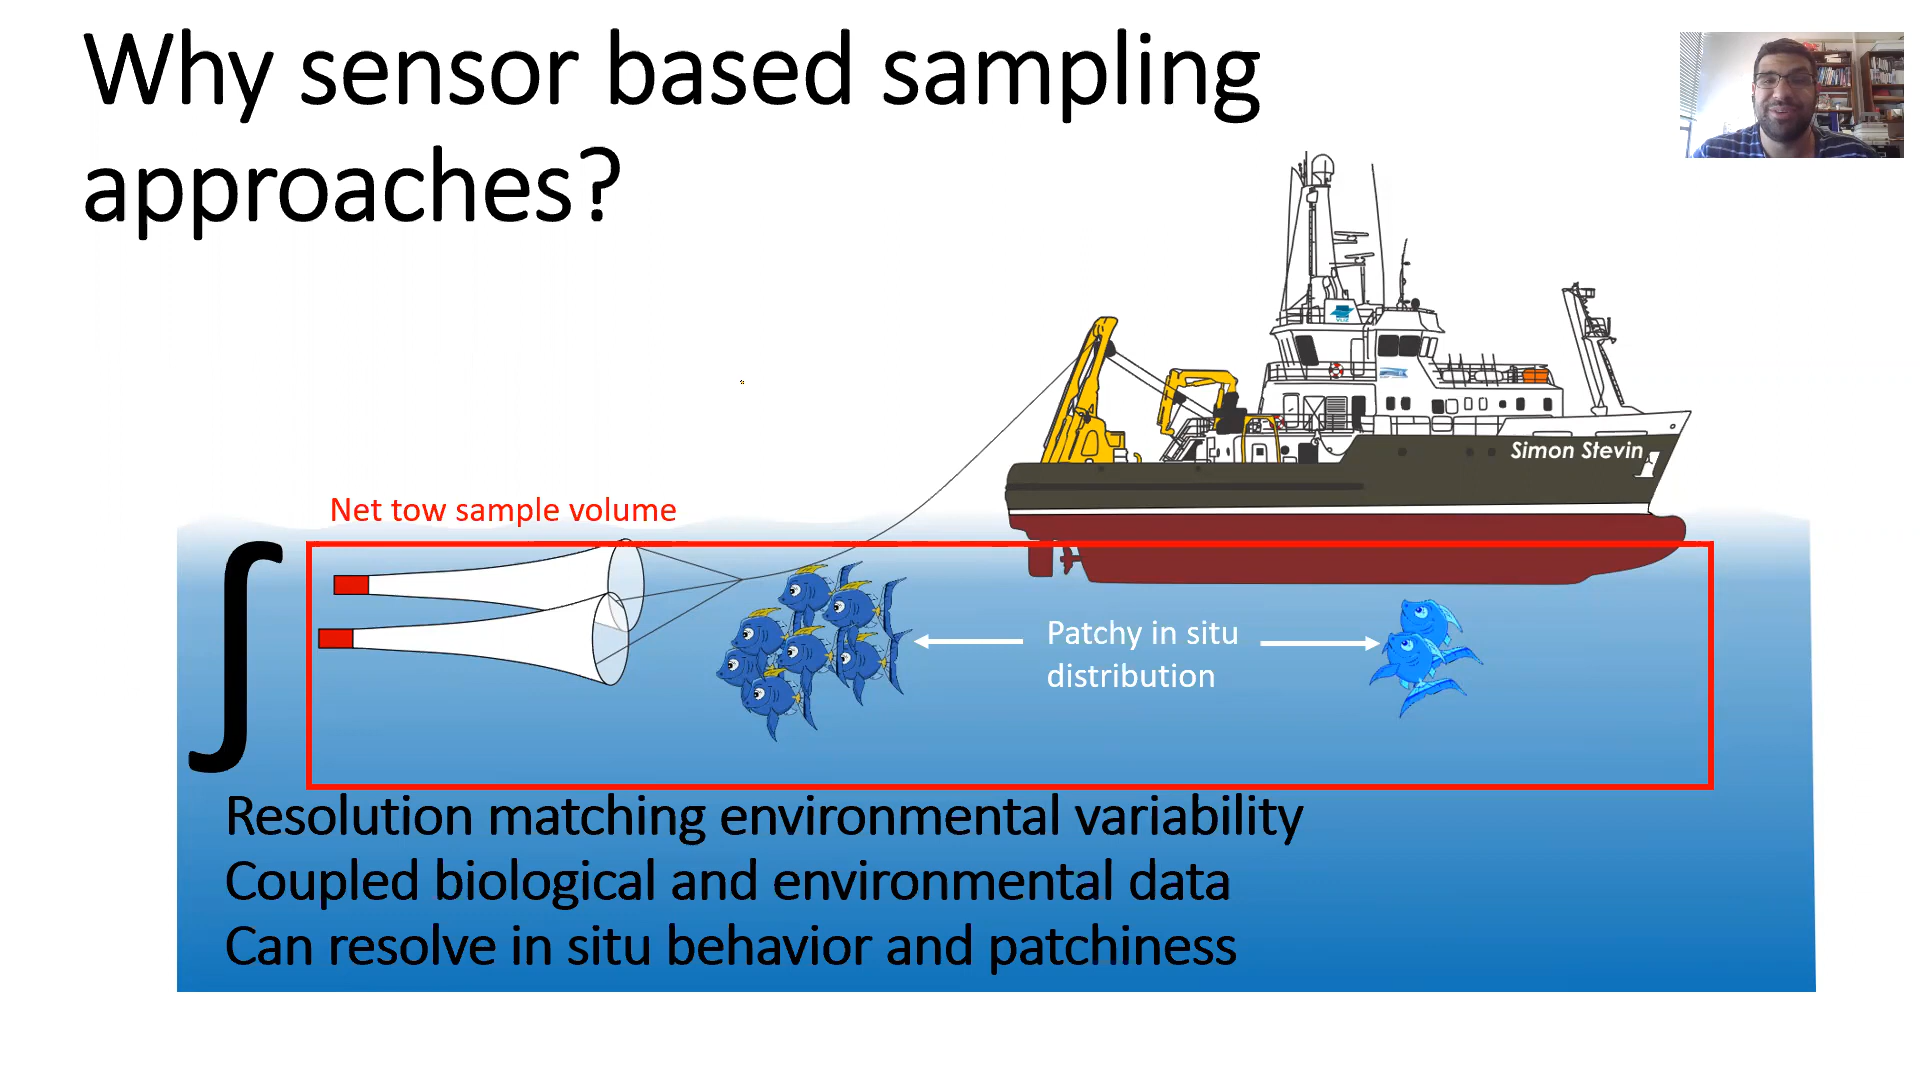 Why sensor based sampling
approaches?
Simon Stevin
Net tow sample volume
∫
Patchy in situ
distribution
Resolution matching environmental variability
Coupled biological and environmental data
Can resolve in situ behavior and patchiness